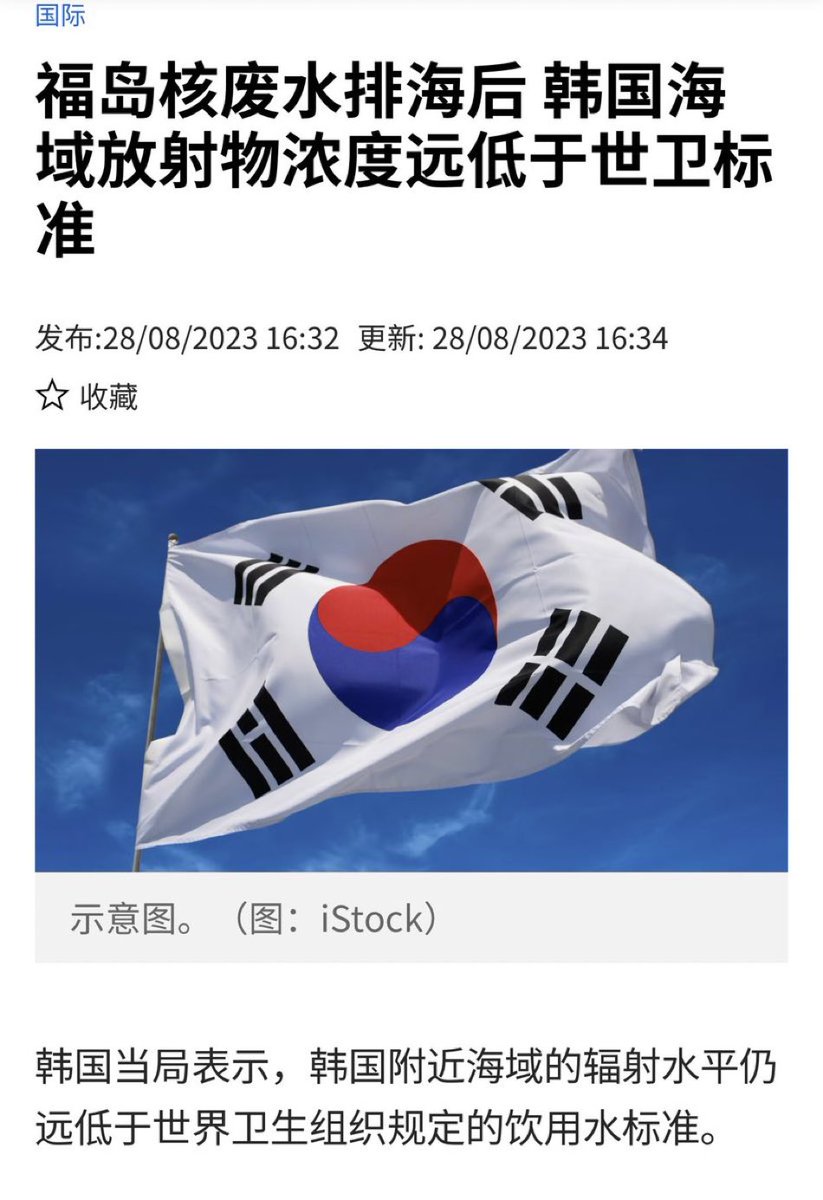 国际
福岛核废水排海后 韩国海
域放射物浓度远低于世卫标
准
发布:28/08/2023 16:32 更新: 28/08/2023 16:34
收藏
示意图。（图：iStock）
韩国当局表示，韩国附近海域的辐射水平仍
远低于世界卫生组织规定的饮用水标准。